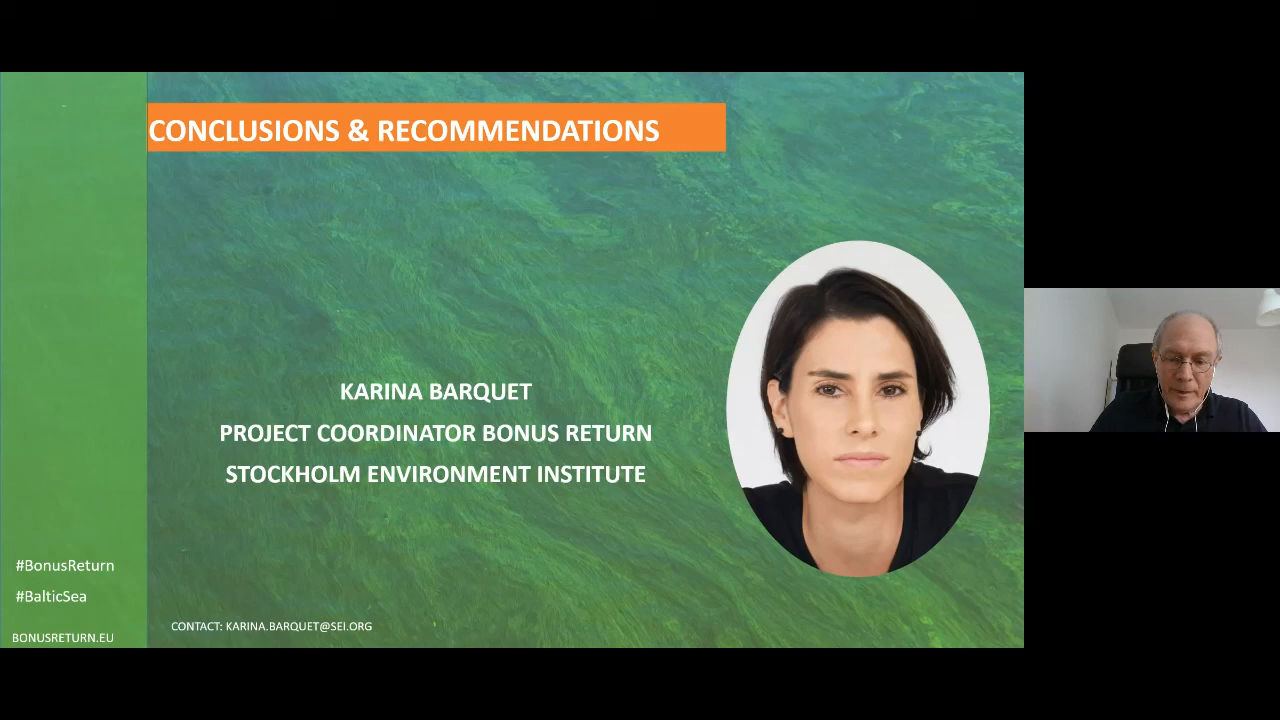 CONCLUSIONS & RECOMMENDATIONS
KARINA BARQUET
PROJECT COORDINATOR BONUS RETURN
STOCKHOLM ENVIRONMENT INSTITUTE
#BonusReturn
#BalticSea
BONUSRETURN.EU
CONTACT: KARINA.BARQUET@SEI.ORG